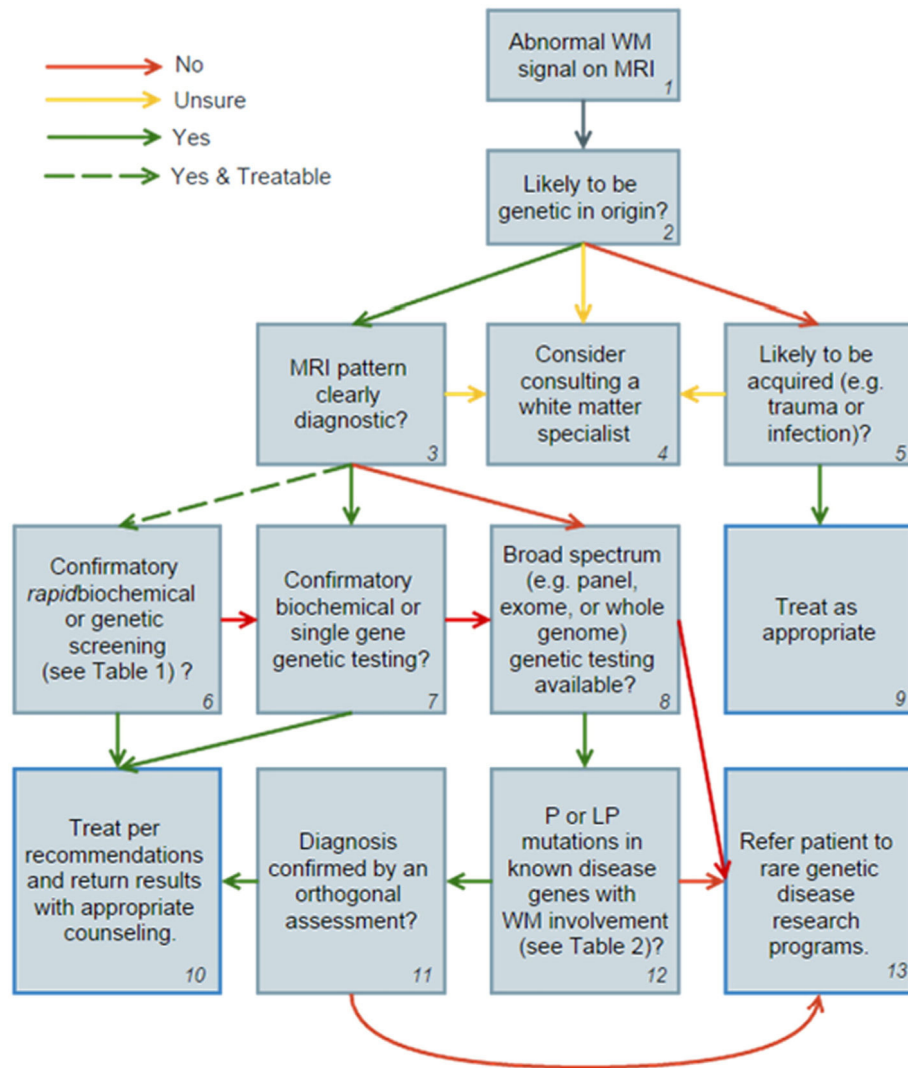 No
Unsure
Yes
Yes & Treatable
Abnormal WM
signal on MRI
1
Likely to be
genetic in origin?
2
MRI pattern
clearly
diagnostic?
3
Consider
consulting a
white matter
specialist
4
Likely to be
acquired (e.g.
trauma or
infection)?
5
Confirmatory
rapidbiochemical
or genetic
screening
(see Table 1) ?
6
Confirmatory
biochemical or
single gene
genetic testing?
7
Broad spectrum
(e.g. panel,
exome, or whole
genome)
genetic testing
available?
8
Treat as
appropriate
9
Treat per
recommendations
and return results
with appropriate
counseling.
10
Diagnosis
confirmed by an
orthogonal
assessment?
11
P or LP
mutations in
known disease
genes with
WM involvement
(see Table 2)?
12
Refer patient to
rare genetic
disease
research
programs.
13